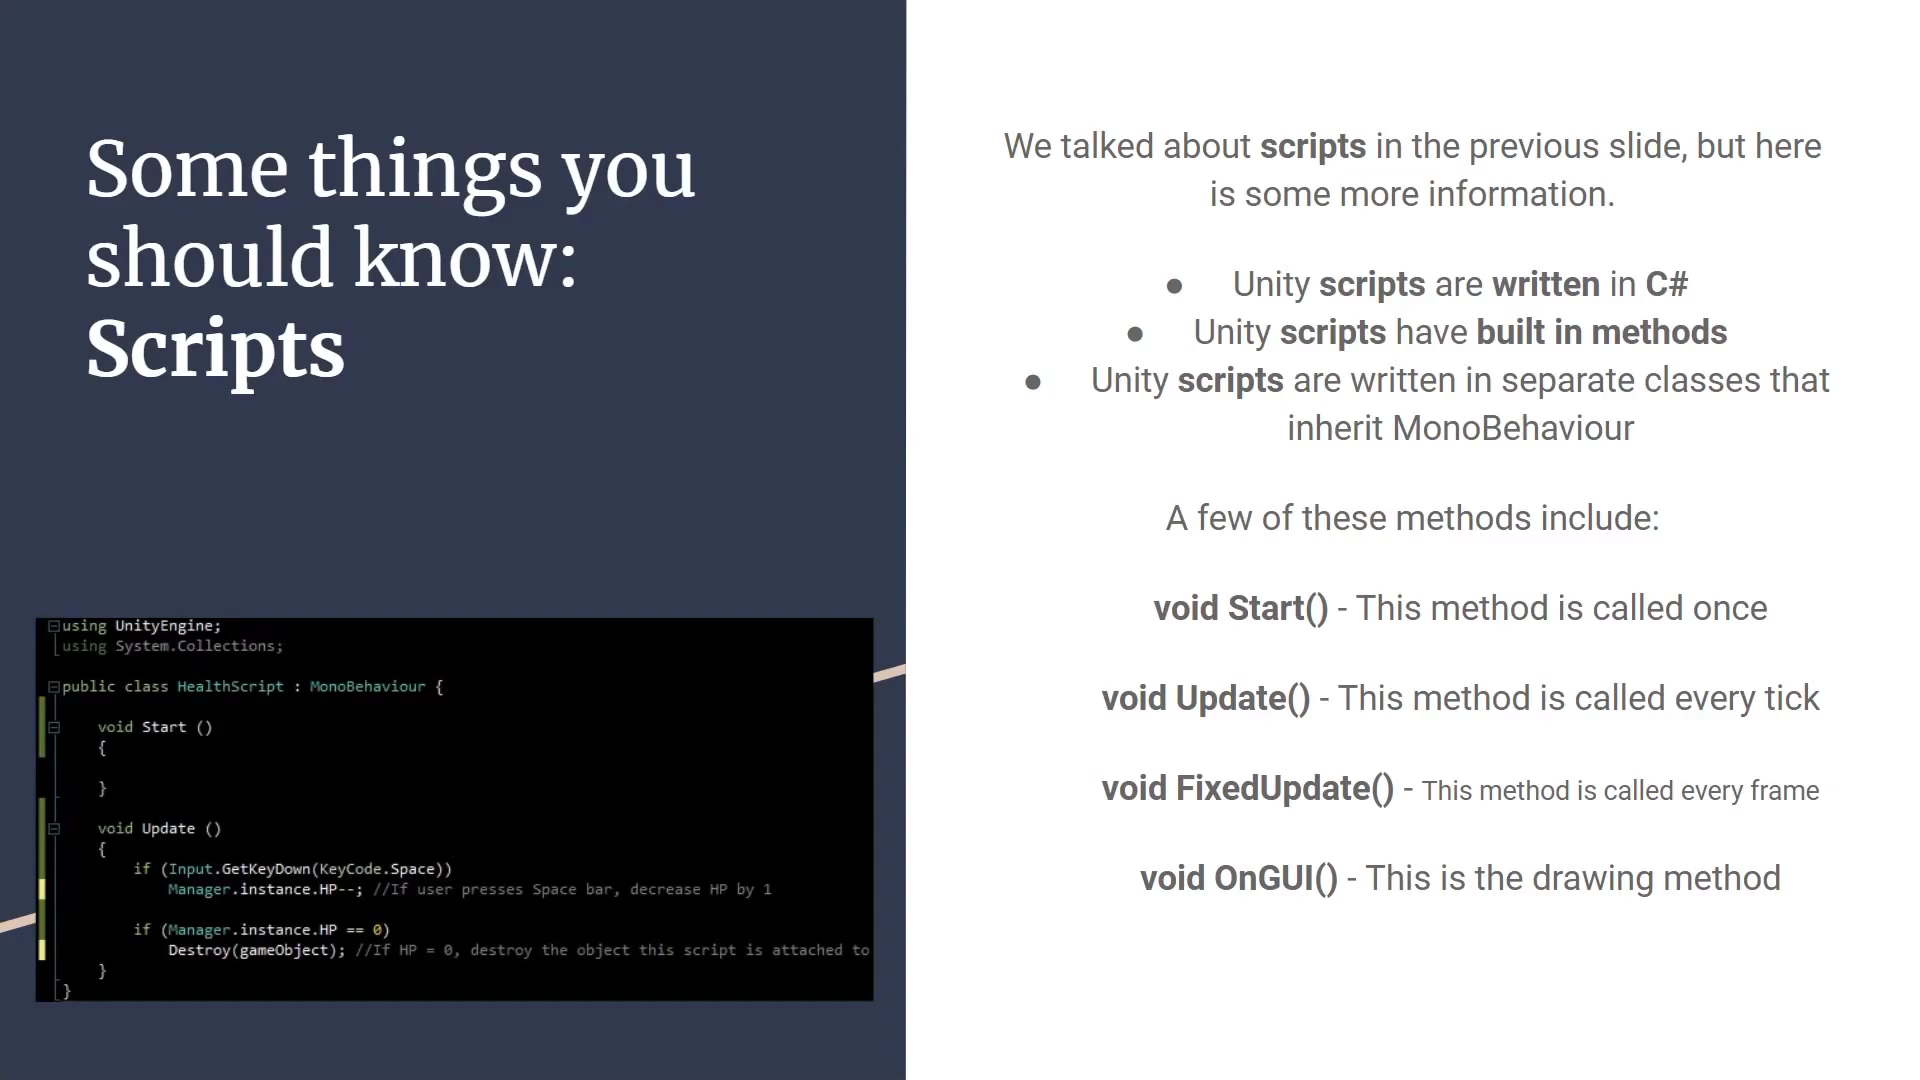 Some things you
should know:
Scripts
using UnityEngine;
using System.Collections;
public class HealthScript : MonoBehaviour {
void Start ()
{
}
void Update ()
{
if (Input.GetKeyDown(KeyCode.Space))
Manager.instance.HP--; //If user presses Space bar, decrease HP by 1
if (Manager.instance.HP == 0)
Destroy(gameObject); //If HP = 0, destroy the object this script is attached to
}
}
We talked about scripts in the previous slide, but here
is some more information.
● Unity scripts are written in C#
● Unity scripts have built in methods
● Unity scripts are written in separate classes that
inherit MonoBehaviour
A few of these methods include:
void Start() - This method is called once
void Update() - This method is called every tick
void FixedUpdate() - This method is called every frame
void OnGUI() - This is the drawing method